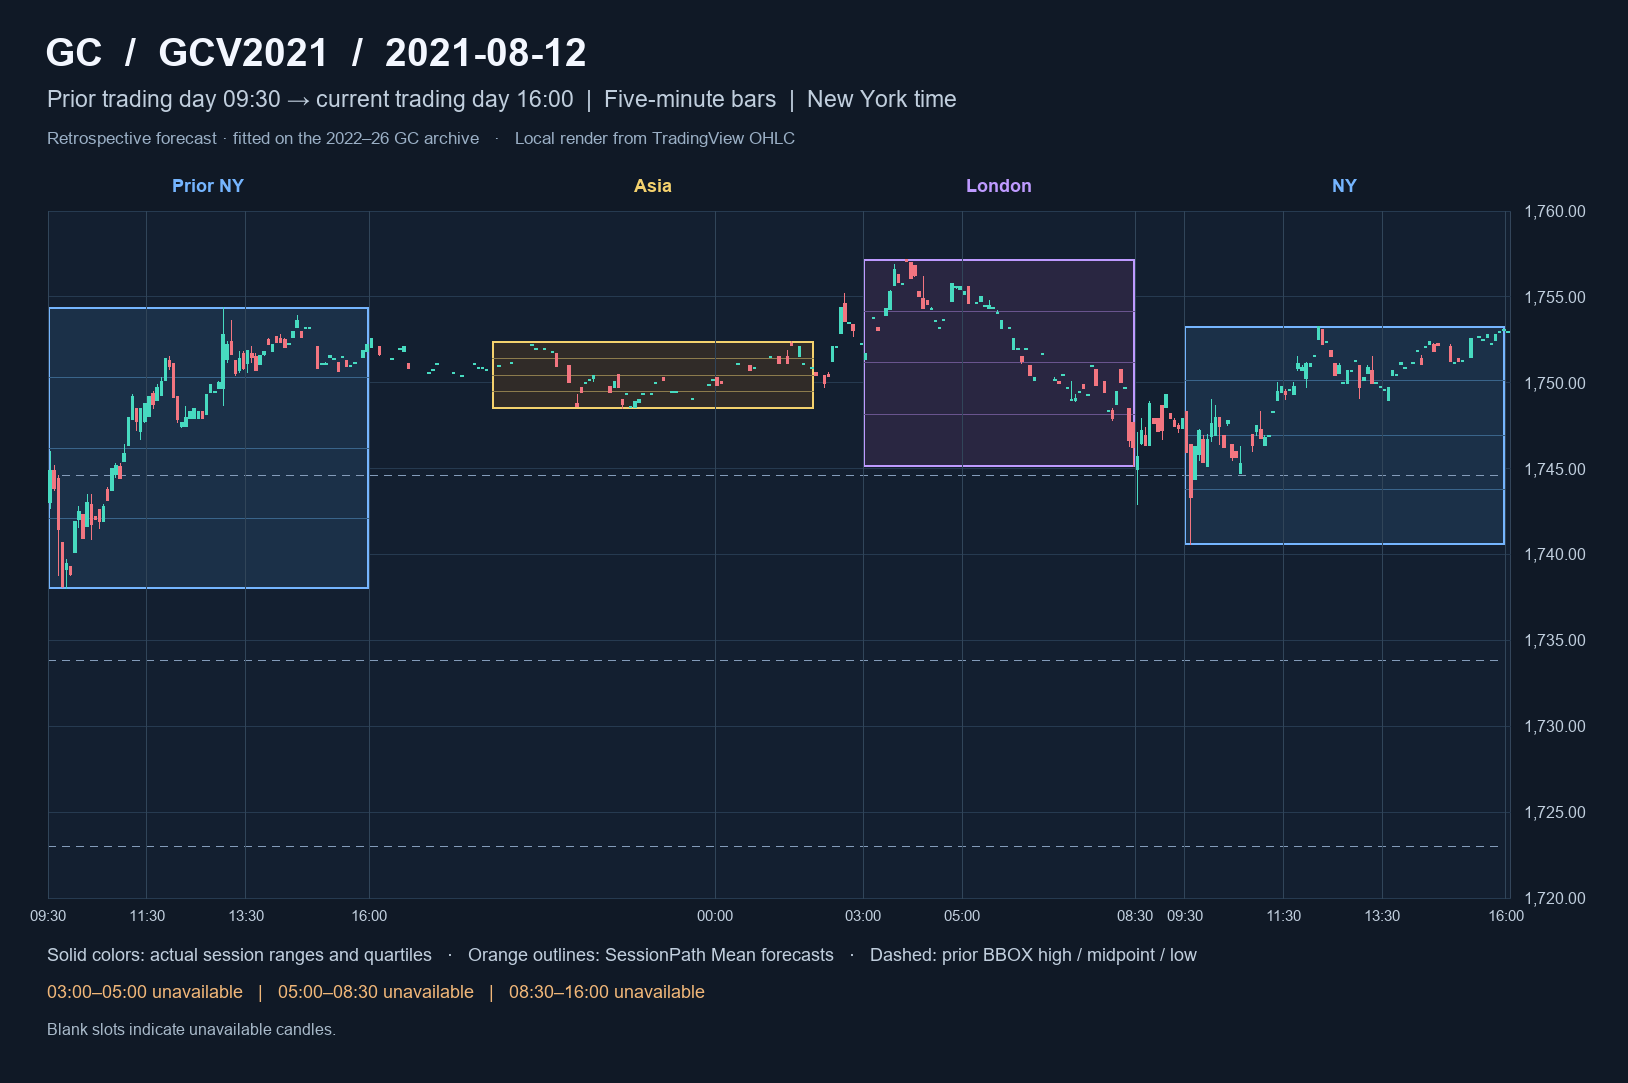 GC / GCV2021 / 2021-08-12
Prior trading day 09:30 → current trading day 16:00 | Five-minute bars | New York time
Retrospective forecast · fitted on the 2022–26 GC archive · Local render from TradingView OHLC
Prior NY Asia London NY
1,760.00
1,755.00
1,750.00
1,745.00
1,740.00
1,735.00
1,730.00
1,725.00
1,720.00
09:30 11:30 13:30 16:00 00:00 03:00 05:00 08:30 09:30 11:30 13:30 16:00
Solid colors: actual session ranges and quartiles · Orange outlines: SessionPath Mean forecasts · Dashed: prior BBOX high / midpoint / low
03:00–05:00 unavailable | 05:00–08:30 unavailable | 08:30–16:00 unavailable
Blank slots indicate unavailable candles.